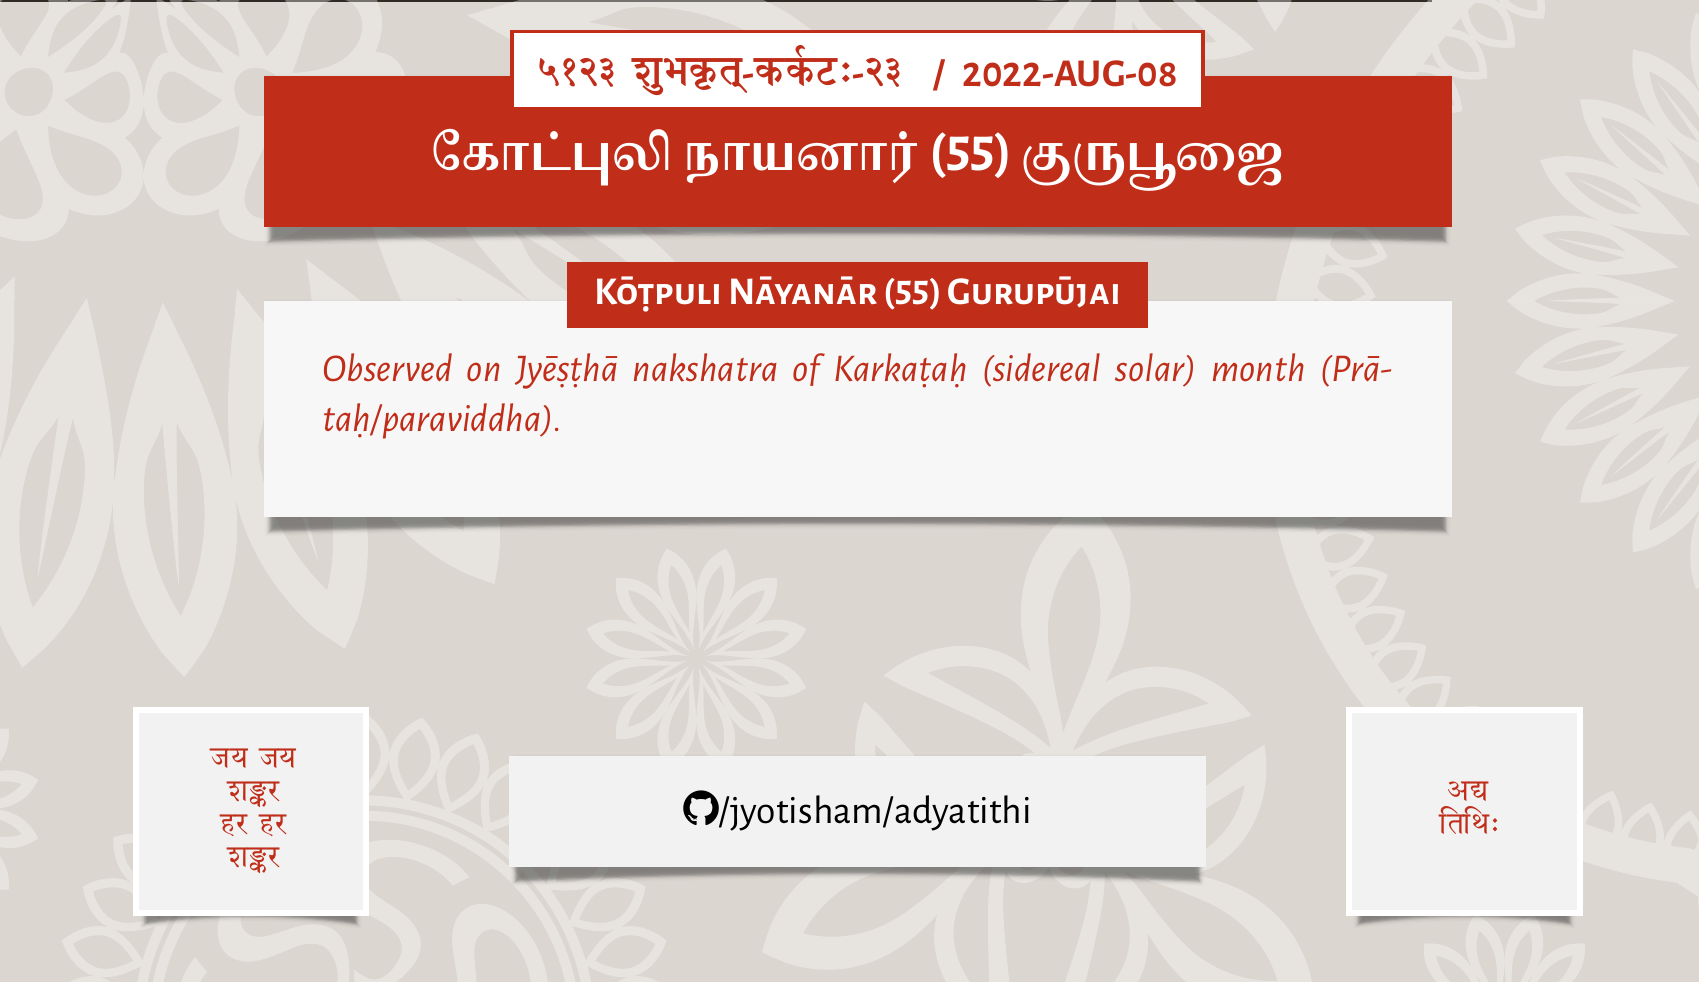 ५१२३ शुभकृत्-कर्कटः-२३ / 2022-AUG-08
கோட்புலி நாயனார் (55) குருபூஜை
Kōṭpuli Nāyanār (55) Gurupūjai
Observed on Jyēṣṭhā nakshatra of Karkaṭaḥ (sidereal solar) month (Prā-
taḥ/paraviddha).
जय जय
शङ्कर
हर हर
शङ्कर
/jyotisham/adyatithi
अद्य
तिथिः